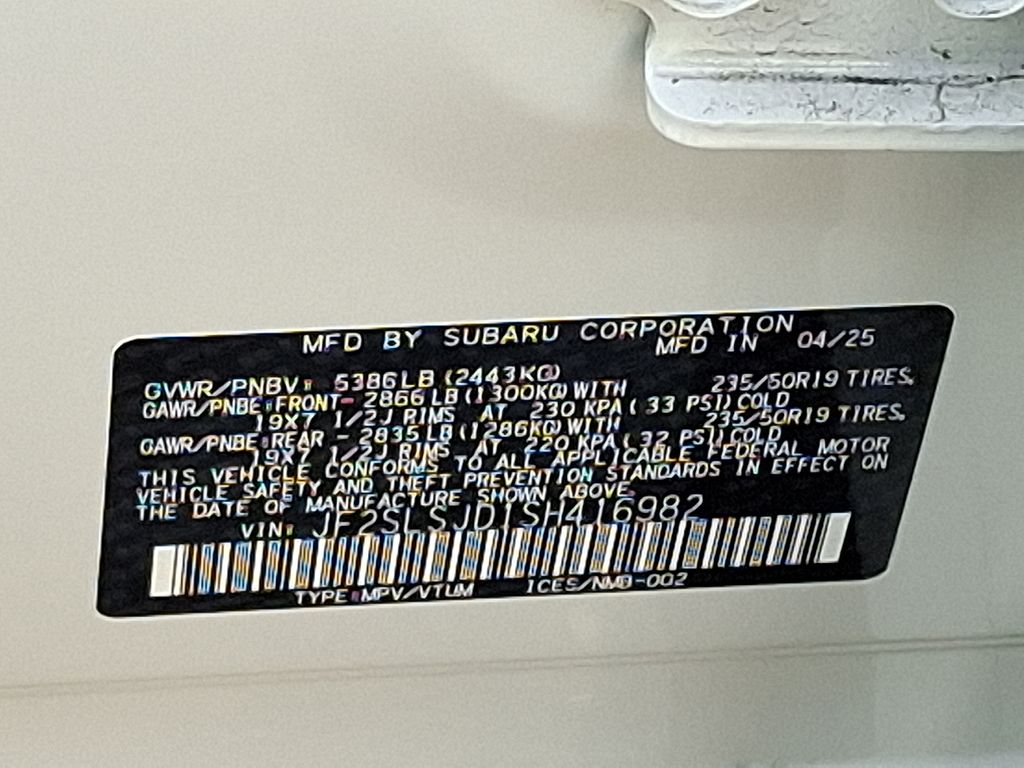 MFD BY SUBARU CORPORATION
MFD IN 04/25
GVWR/PNBV: 5386LB(2443KG)
GAWR/PNBE:FRONT- 2866LB(1300KG)WITH 235/50R19 TIRES,
19X7 1/2J RIMS AT 230 KPA( 33 PSI)COLD
GAWR/PNBE:REAR - 2835LB(1286KG)WITH 235/50R19 TIRES,
19X7 1/2J RIMS AT 220 KPA( 32 PSI)COLD
THIS VEHICLE CONFORMS TO ALL APPLICABLE FEDERAL MOTOR
VEHICLE SAFETY AND THEFT PREVENTION STANDARDS IN EFFECT ON
THE DATE OF MANUFACTURE SHOWN ABOVE.
VIN: JF2SLSJD1SH416982
TYPE:MPV/VTUM ICES/NMB-002